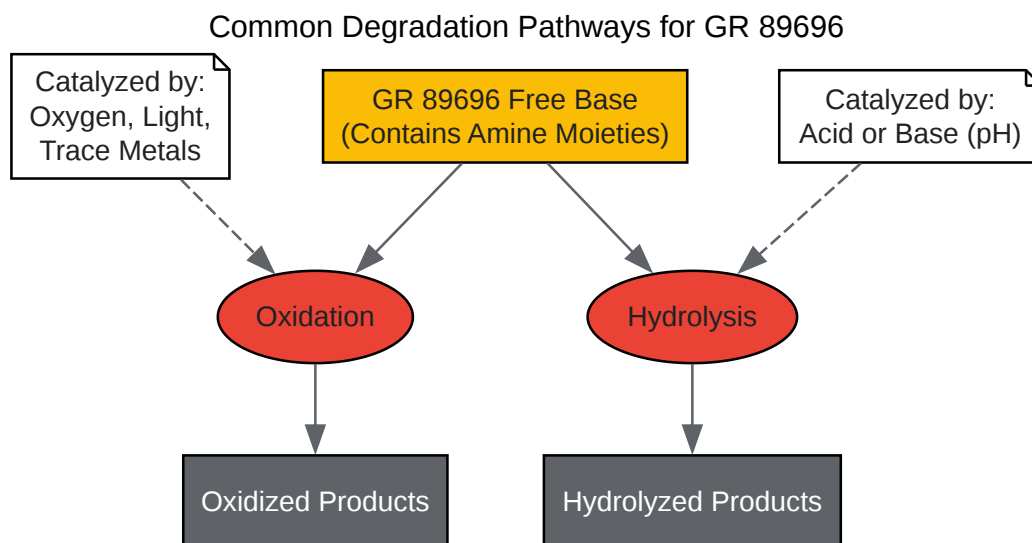 Common Degradation Pathways for GR 89696
Catalyzed by:
Oxygen, Light,
Trace Metals
GR 89696 Free Base
(Contains Amine Moieties)
Catalyzed by:
Acid or Base (pH)
Oxidation
Hydrolysis
Oxidized Products
Hydrolyzed Products